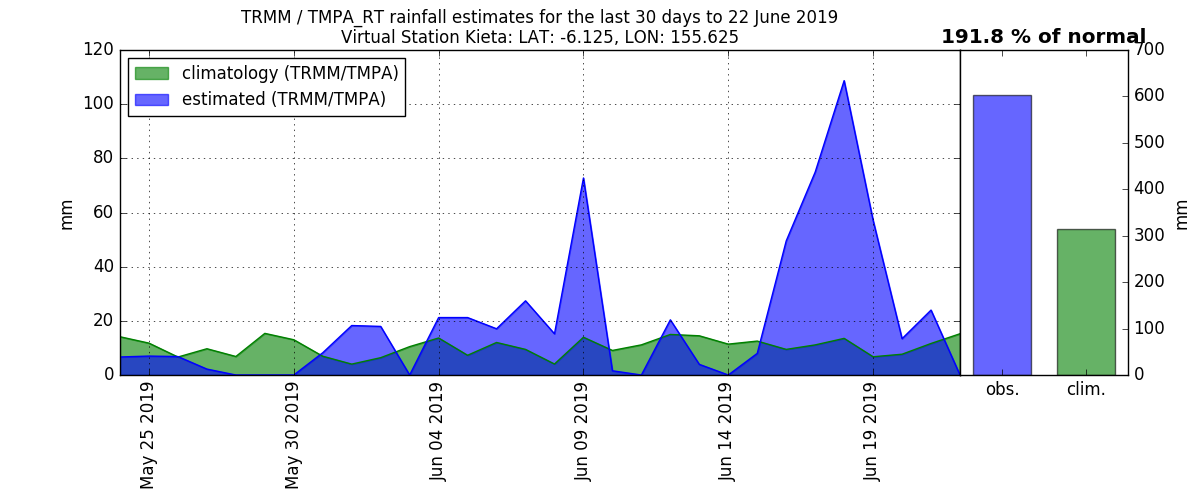 TRMM / TMPA_RT rainfall estimates for the last 30 days to 22 June 2019
Virtual Station Kieta: LAT: -6.125, LON: 155.625
191.8 % of normal
climatology (TRMM/TMPA)
estimated (TRMM/TMPA)
120
100
80
60
40
20
0
mm
May 25 2019
May 30 2019
Jun 04 2019
Jun 09 2019
Jun 14 2019
Jun 19 2019
700
600
500
400
300
200
100
0
mm
obs.
clim.